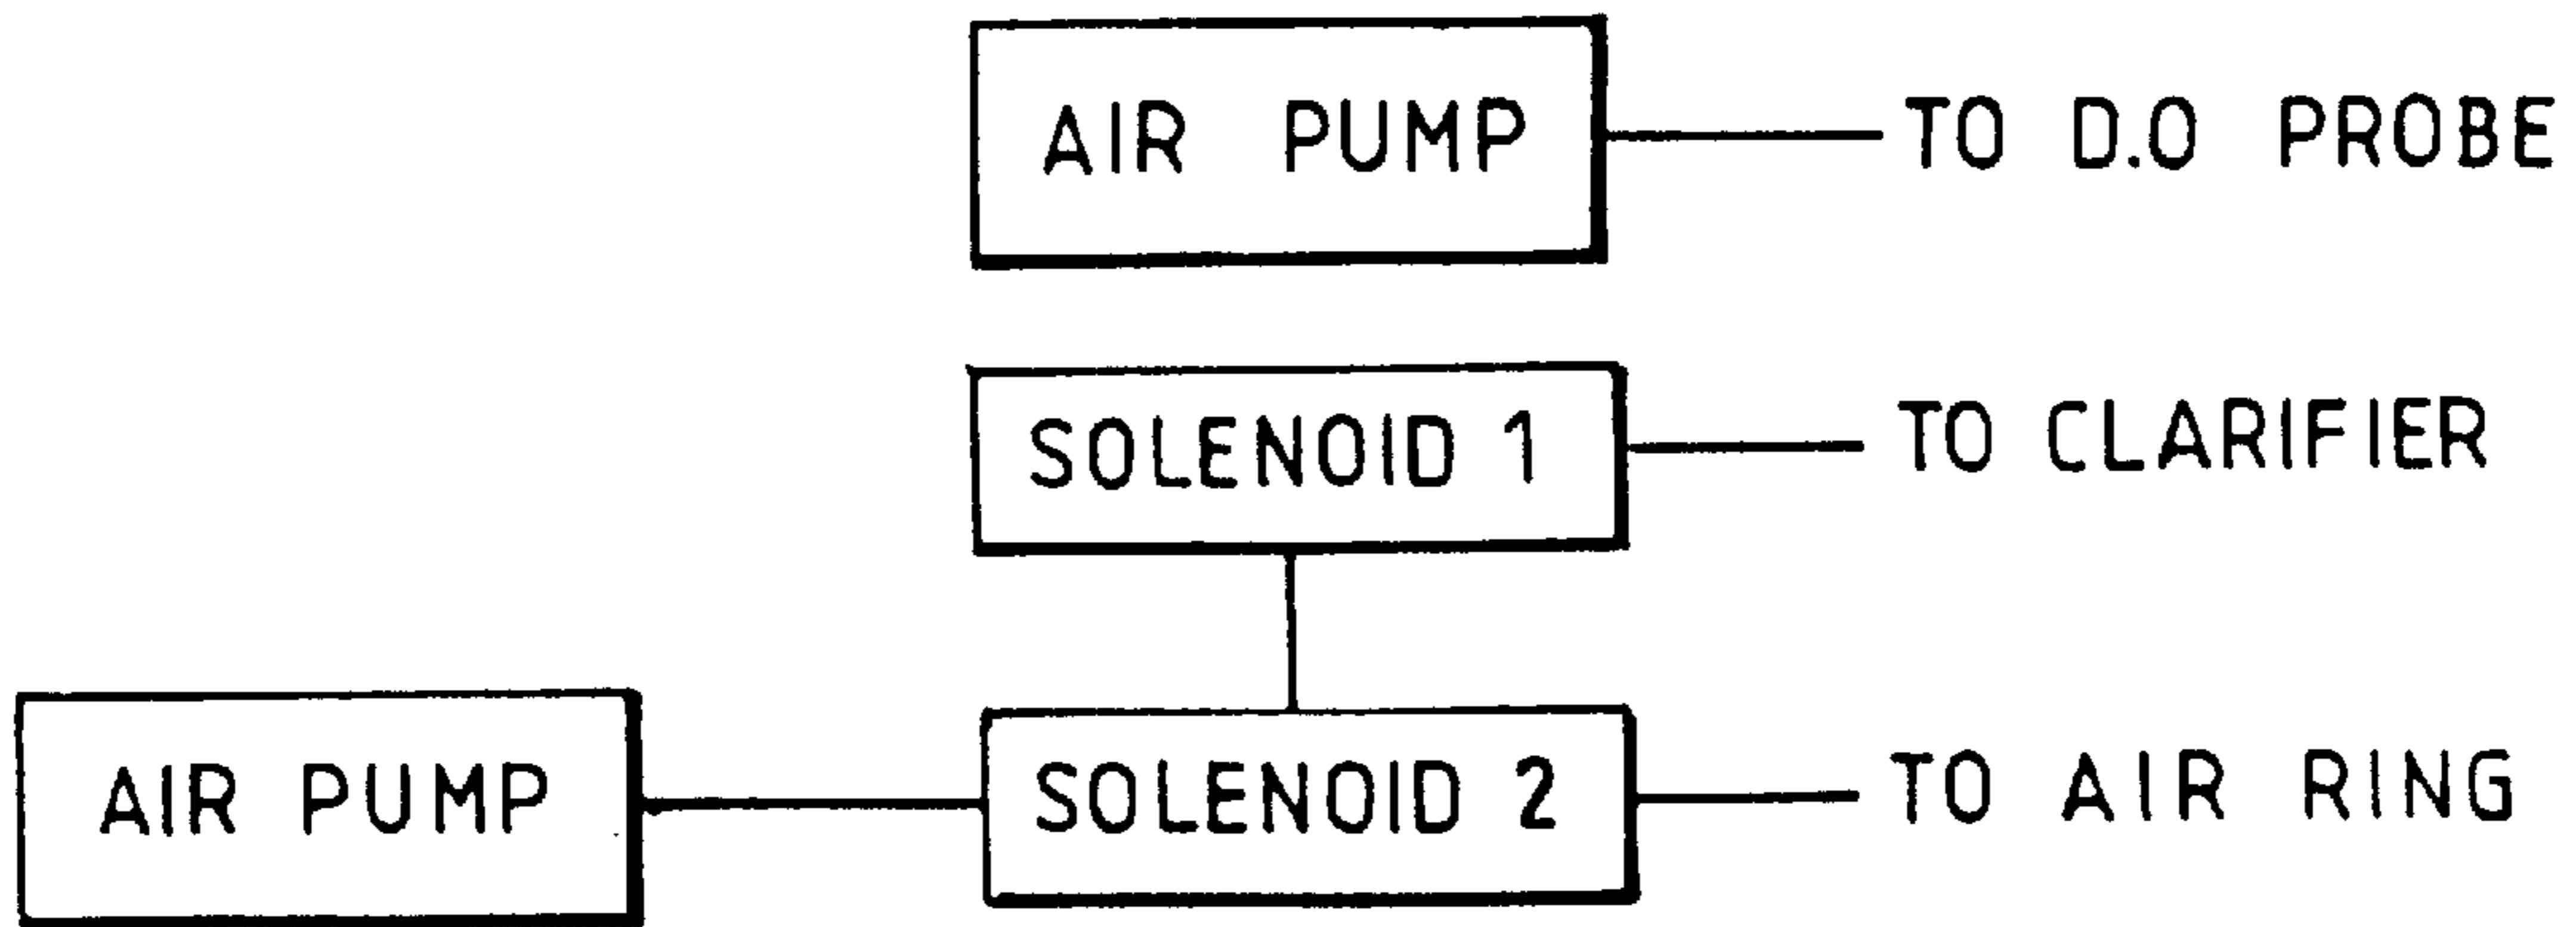 AIR PUMP TO D.O PROBE
SOLENOID 1 TO CLARIFIER
AIR PUMP SOLENOID 2 TO AIR RING